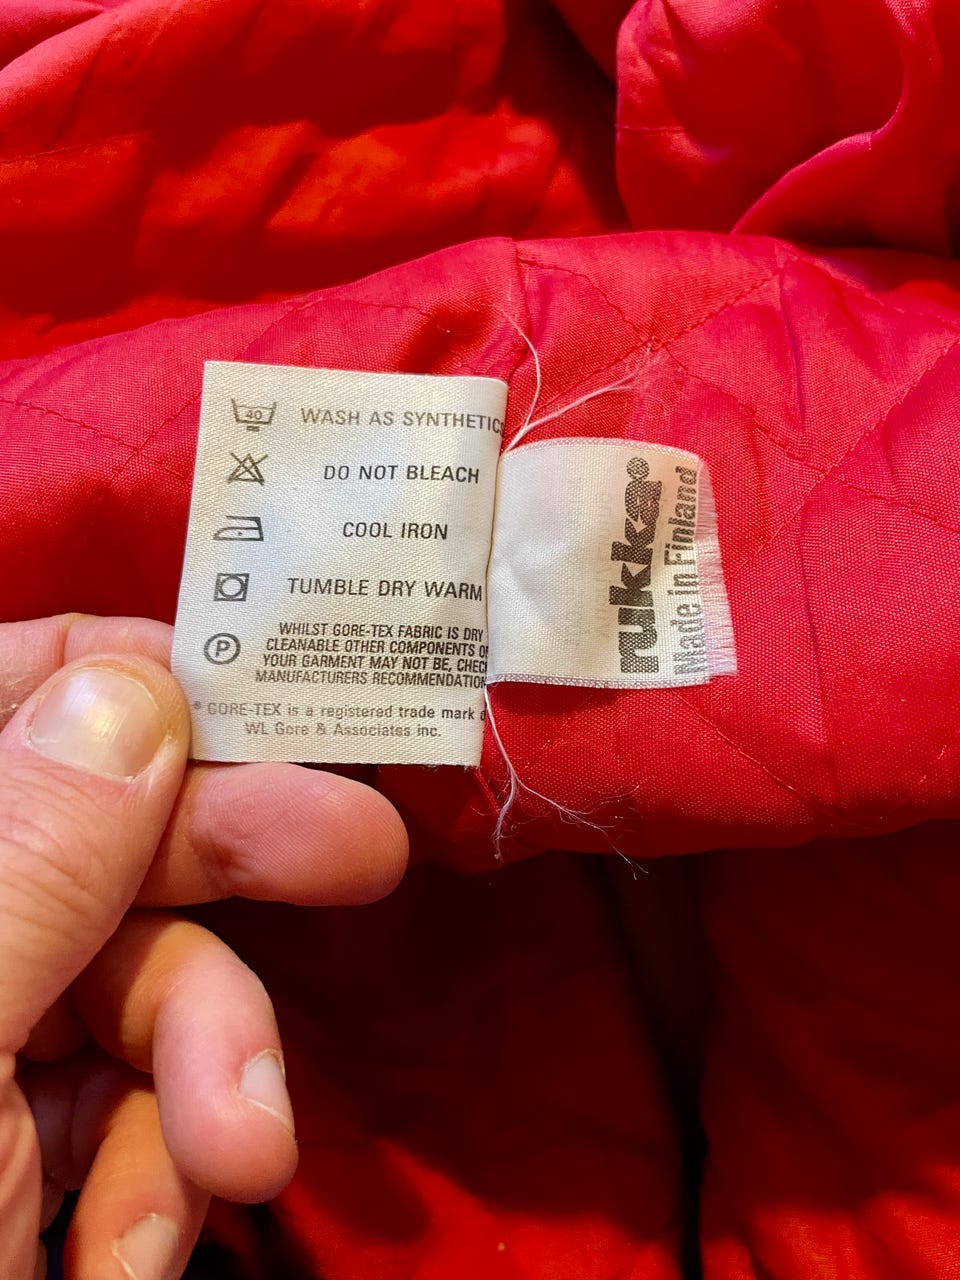 40 WASH AS SYNTHETICS
DO NOT BLEACH
COOL IRON
TUMBLE DRY WARM
P
WHILST GORE-TEX FABRIC IS DRY
CLEANABLE OTHER COMPONENTS OF
YOUR GARMENT MAY NOT BE, CHECK
MANUFACTURERS RECOMMENDATION
® GORE-TEX is a registered trade mark o
WL Gore & Associates inc.
rukka®
Made in Finland